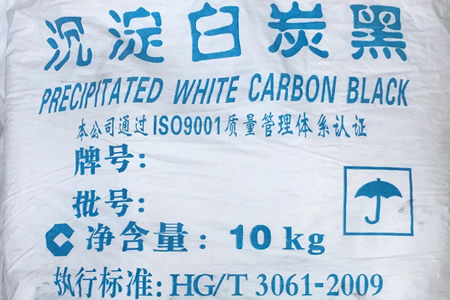 沉淀白炭黑
PRECIPITATED WHITE CARBON BLACK
本公司通过ISO9001质量管理体系认证
牌号:
批号:
净含量: 10 kg
执行标准: HG/T 3061-2009